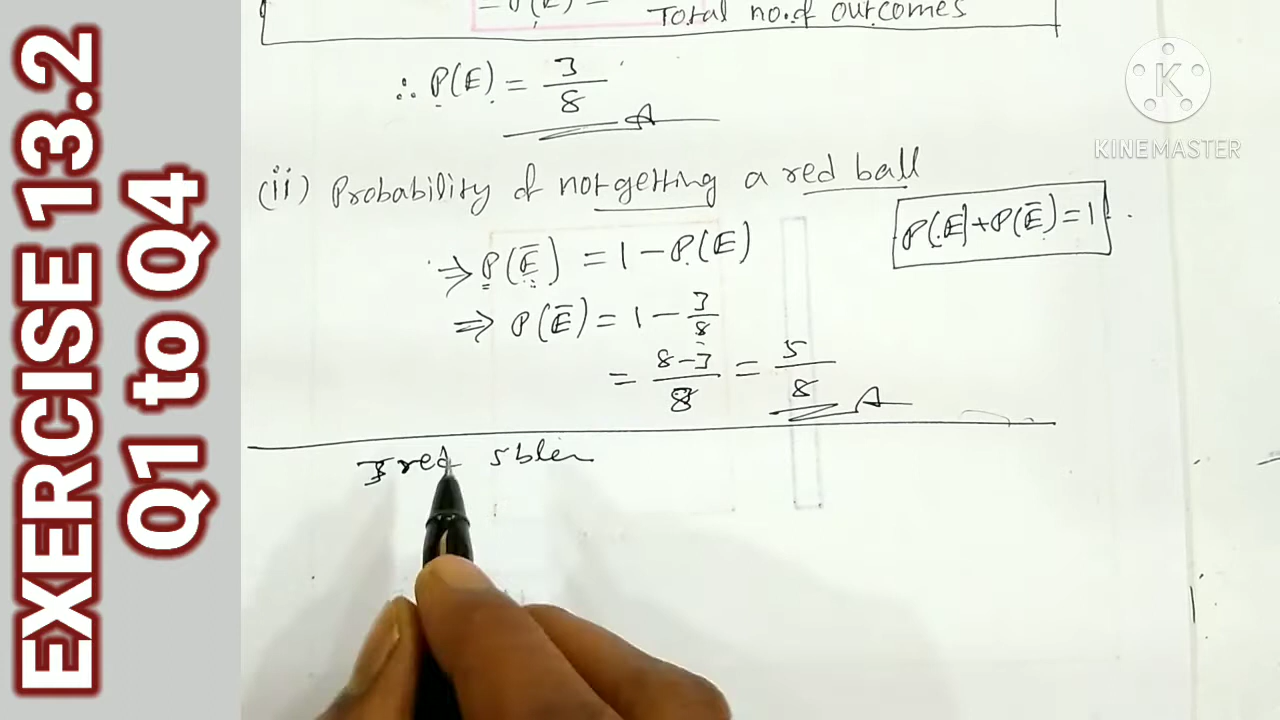 EXERCISE 13.2
Q1 to Q4
Total no. of outcomes
∴ P(E) = 3/8
(ii) Probability of not getting a red ball
P(E)+P(Ē)=1
⇒ P(Ē) = 1 - P(E)
⇒ P(Ē) = 1 - 3/8
= 8-3/8 = 5/8
3 red 5
KINEMASTER